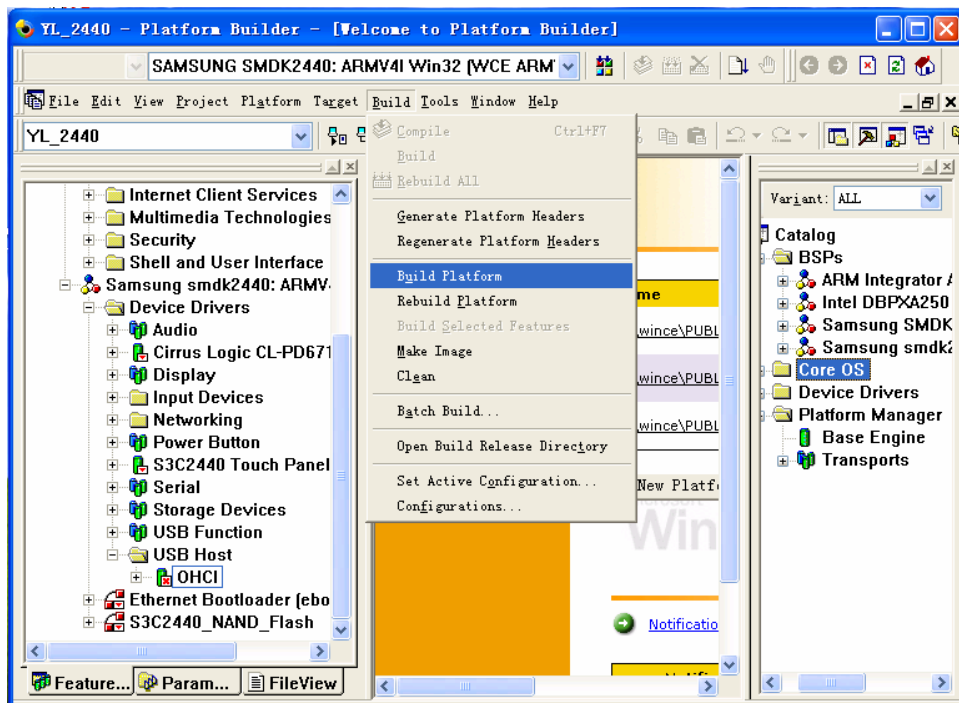 YL_2440 - Platform Builder - [Welcome to Platform Builder]
SAMSUNG SMDK2440: ARMV4I Win32 (WCE ARM
File Edit View Project Platform Target Build Tools Window Help
YL_2440
Internet Client Services
Multimedia Technologies
Security
Shell and User Interface
Samsung smdk2440: ARMV
Device Drivers
Audio
Cirrus Logic CL-PD671
Display
Input Devices
Networking
Power Button
S3C2440 Touch Panel
Serial
Storage Devices
USB Function
USB Host
OHCI
Ethernet Bootloader (ebo
S3C2440_NAND_Flash
Feature... Param... FileView
Compile Ctrl+F7
Build
Rebuild All
Generate Platform Headers
Regenerate Platform Headers
Build Platform
Rebuild Platform
Build Selected Features
Make Image
Clean
Batch Build...
Open Build Release Directory
Set Active Configuration...
Configurations...
me
.wince\PUBL
.wince\PUBL
.wince\PUBL
New Platf
Win
Notificatio
Variant: ALL
Catalog
BSPs
ARM Integrator
Intel DBPXA250
Samsung SMDK
Samsung smdk2
Core OS
Device Drivers
Platform Manager
Base Engine
Transports